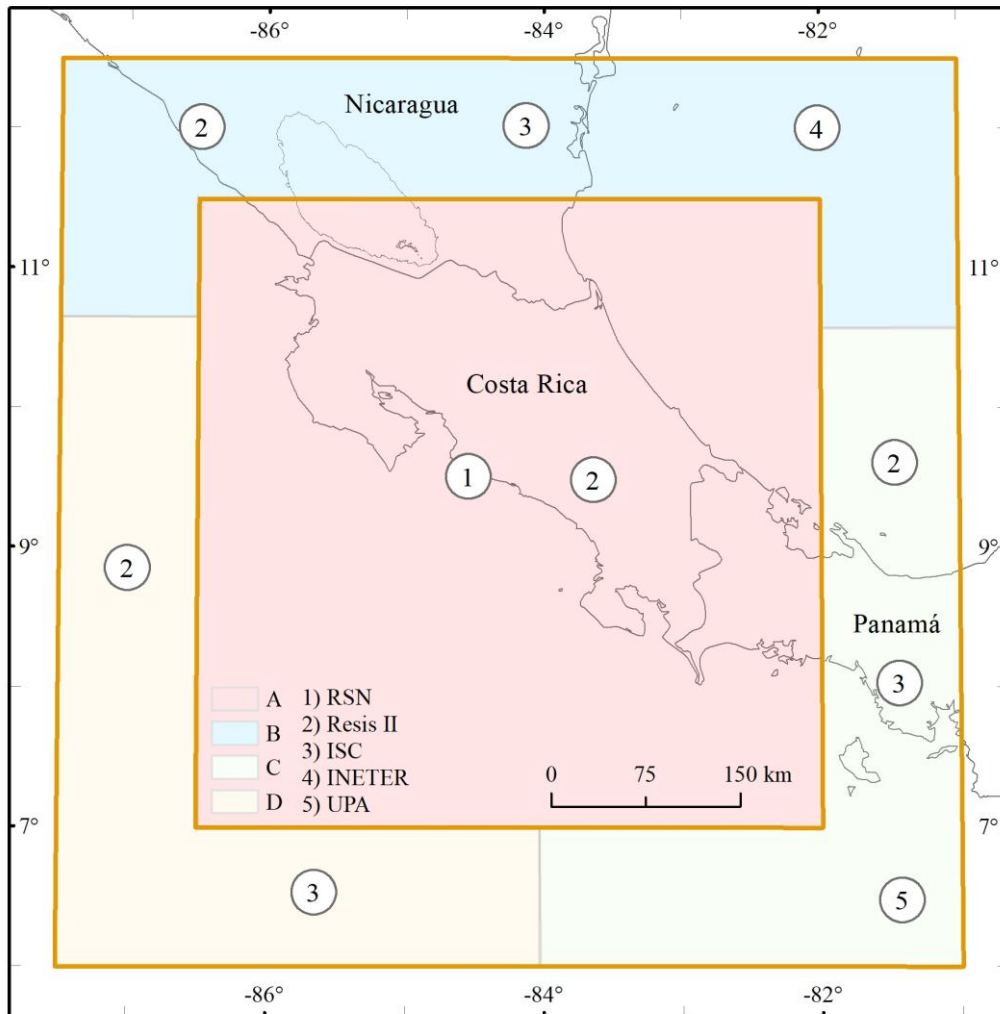 -86° -84° -82°
Nicaragua
2 3 4
11° 11°
Costa Rica
1 2 2
9° 9°
2
Panamá
3
A 1) RSN
2) Resis II
B 3) ISC
C 4) INETER
D 5) UPA
0 75 150 km
7° 7°
3 5
-86° -84° -82°